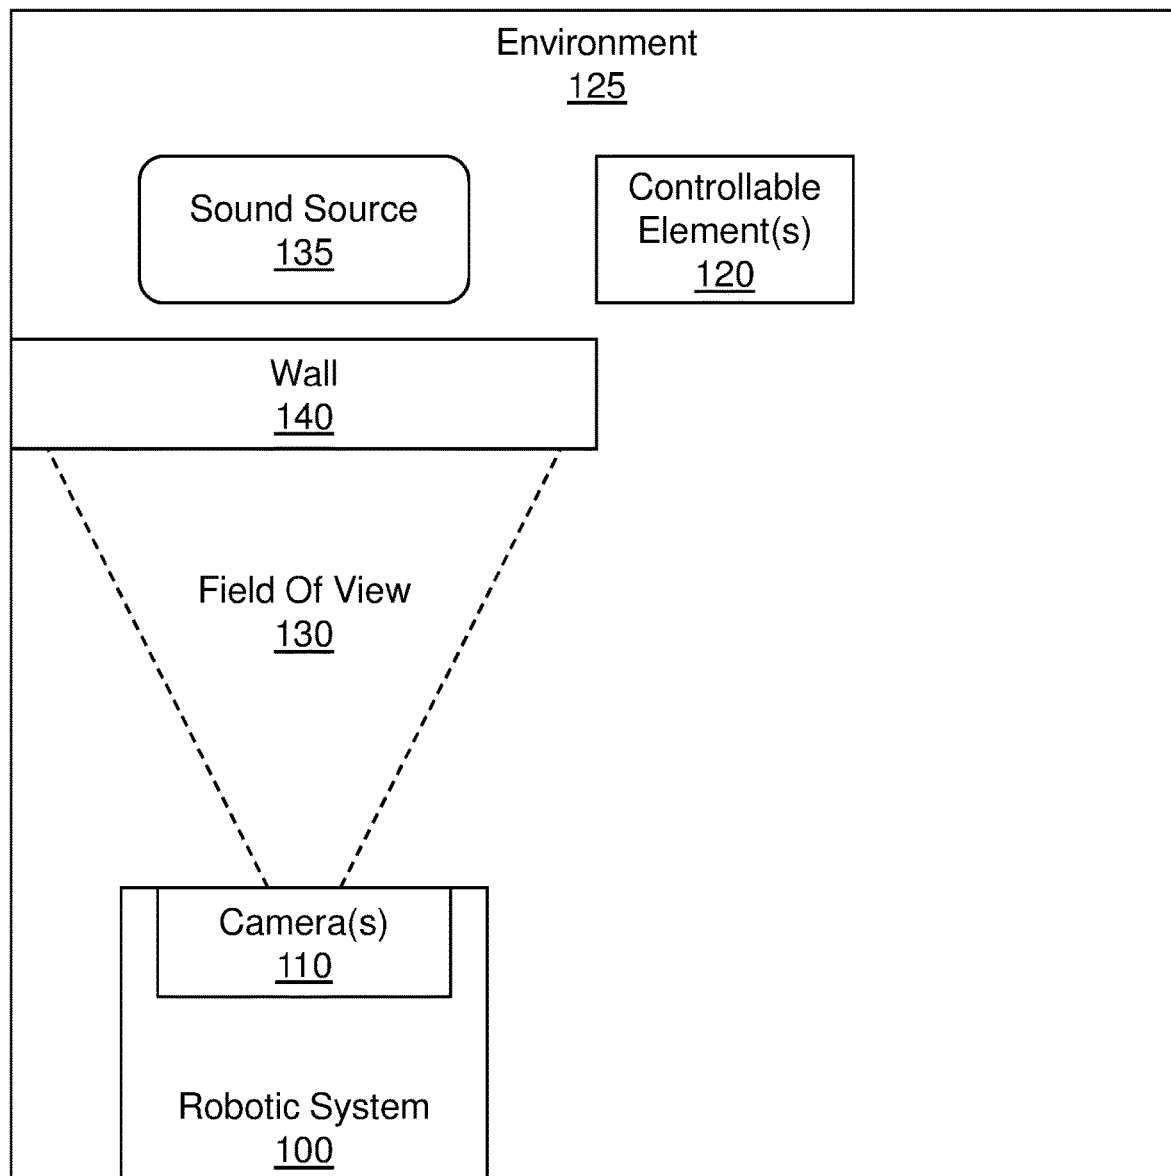 Environment
125
Sound Source
135
Controllable
Element(s)
120
Wall
140
Field Of View
130
Camera(s)
110
Robotic System
100